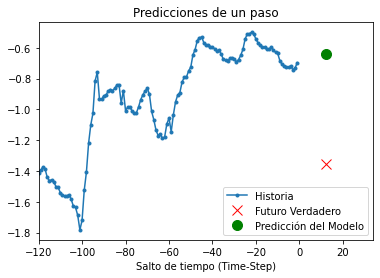 Predicciones de un paso
−0.6
−0.8
−1.0
−1.2
−1.4
−1.6
−1.8
Historia
Futuro Verdadero
Predicción del Modelo
−120 −100 −80 −60 −40 −20 0 20
Salto de tiempo (Time-Step)